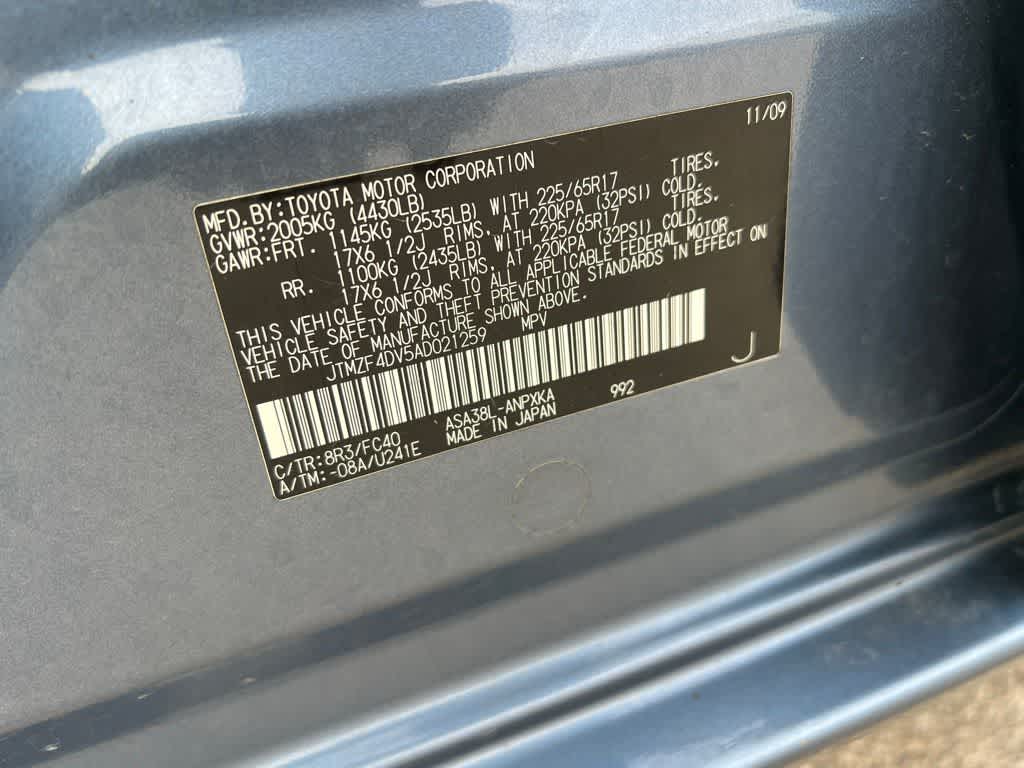 11/09
MFD.BY:TOYOTA MOTOR CORPORATION
GVWR:2005KG (4430LB)
GAWR:FRT. 1145KG (2535LB) WITH 225/65R17 TIRES,
17X6 1/2J RIMS, AT 220KPA (32PSI) COLD.
RR. 1100KG (2435LB) WITH 225/65R17 TIRES,
17X6 1/2J RIMS, AT 220KPA (32PSI) COLD.
THIS VEHICLE CONFORMS TO ALL APPLICABLE FEDERAL MOTOR
VEHICLE SAFETY AND THEFT PREVENTION STANDARDS IN EFFECT ON
THE DATE OF MANUFACTURE SHOWN ABOVE.
JTMZF4DV5AD021259 MPV
J
C/TR:8R3/FC40 ASA38L-ANPXKA 992
A/TM:-08A/U241E MADE IN JAPAN